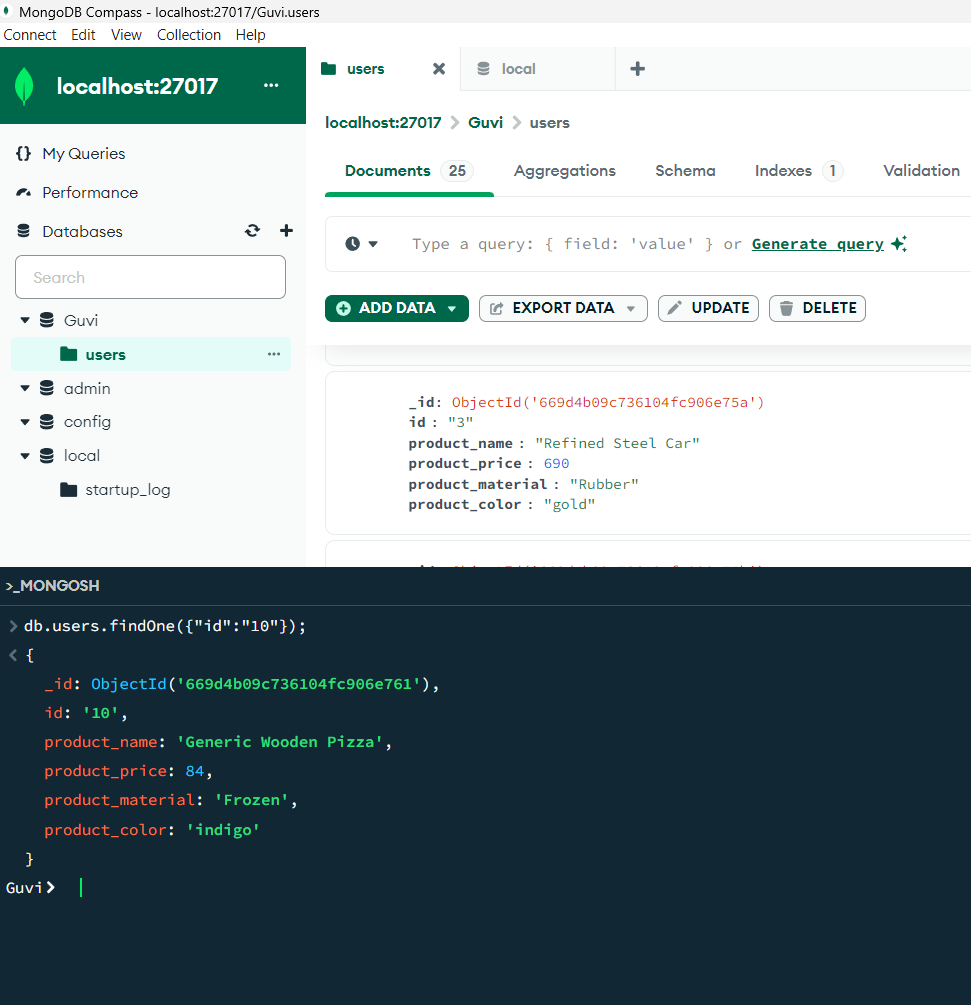 MongoDB Compass - localhost:27017/Guvi.users
Connect Edit View Collection Help
localhost:27017 ...
{} My Queries
Performance
Databases
Search
Guvi
users ...
admin
config
local
startup_log
users
local
localhost:27017 > Guvi > users
Documents 25 Aggregations Schema Indexes 1 Validation
Type a query: { field: 'value' } or Generate query
ADD DATA EXPORT DATA UPDATE DELETE
_id: ObjectId('669d4b09c736104fc906e75a')
id : "3"
product_name : "Refined Steel Car"
product_price : 690
product_material : "Rubber"
product_color : "gold"
>_MONGOSH
> db.users.findOne({"id":"10"});
< {
_id: ObjectId('669d4b09c736104fc906e761'),
id: '10',
product_name: 'Generic Wooden Pizza',
product_price: 84,
product_material: 'Frozen',
product_color: 'indigo'
}
Guvi>